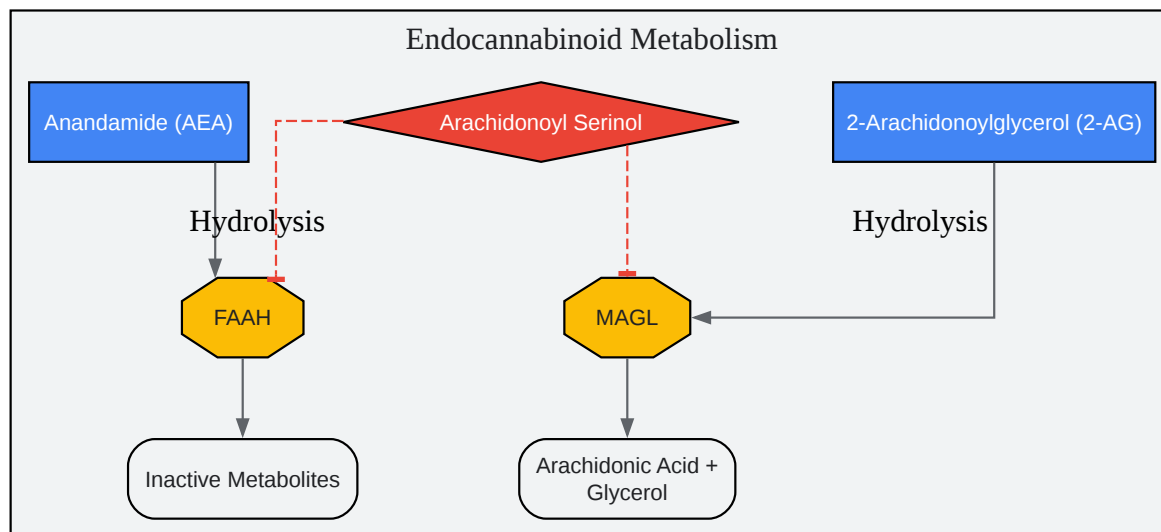 Endocannabinoid Metabolism
Anandamide (AEA)
Arachidonoyl Serinol
2-Arachidonoylglycerol (2-AG)
Hydrolysis
Hydrolysis
FAAH
MAGL
Inactive Metabolites
Arachidonic Acid +
Glycerol